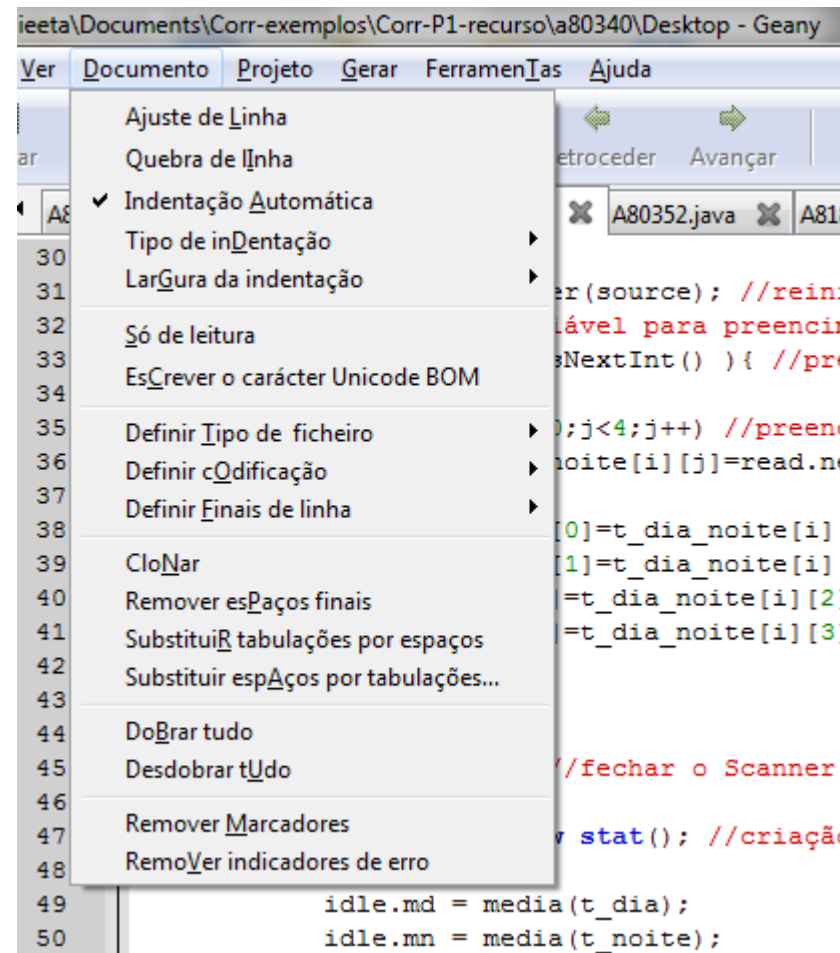 ieeta\Documents\Corr-exemplos\Corr-P1-recurso\a80340\Desktop - Geany
Ver Documento Projeto Gerar FerramenTas Ajuda
Ajuste de Linha
Quebra de lInha
Indentação Automática
Tipo de inDentação
LarGura da indentação
Só de leitura
EsCrever o carácter Unicode BOM
Definir Tipo de ficheiro
Definir cOdificação
Definir Finais de linha
CloNar
Remover esPaços finais
SubstituiR tabulações por espaços
Substituir espAços por tabulações...
DoBrar tudo
Desdobrar tUdo
Remover Marcadores
RemoVer indicadores de erro
ar etroceder Avançar
A8 A80352.java A81
30
31 er(source); //rein
32 iável para preenci
33 sNextInt() ){ //pre
34
35 ;j<4;j++) //preen
36 oite[i][j]=read.ne
37
38 [0]=t_dia_noite[i]
39 [1]=t_dia_noite[i]
40 =t_dia_noite[i][2
41 =t_dia_noite[i][3
42
43
44
45 //fechar o Scanner
46
47 stat(); //criaçã
48
49 idle.md = media(t_dia);
50 idle.mn = media(t_noite);